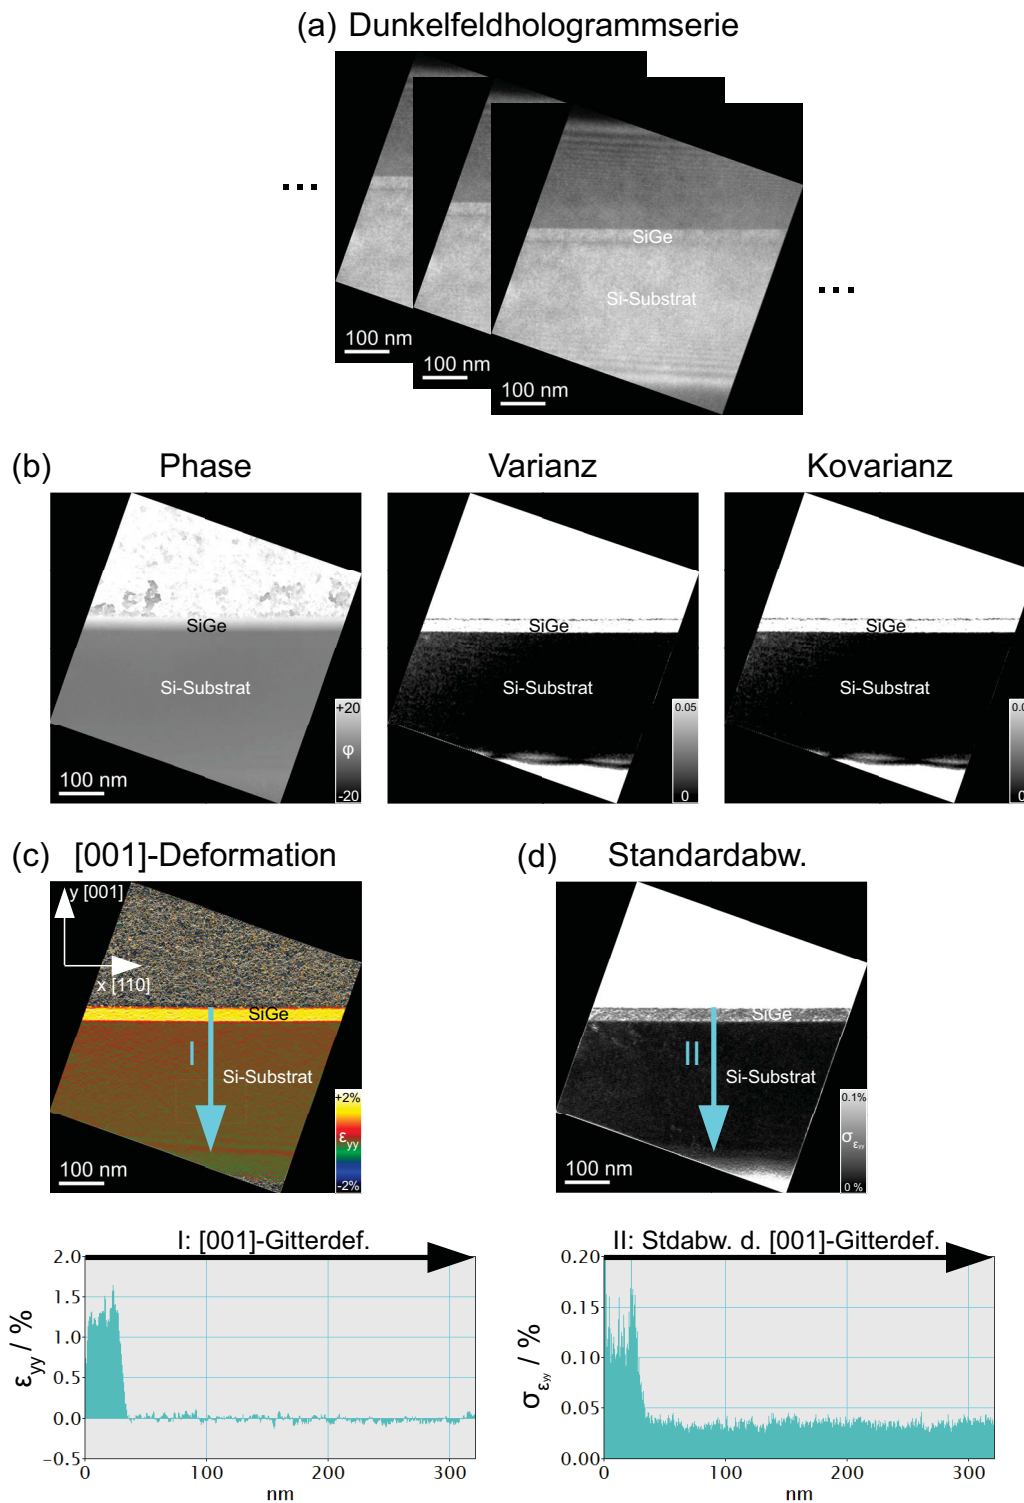 (a) Dunkelfeldhologrammserie
...
SiGe
Si-Substrat
...
100 nm
100 nm
100 nm
(b) Phase Varianz Kovarianz
SiGe SiGe SiGe
Si-Substrat Si-Substrat Si-Substrat
+20 0.05 0.0
φ
100 nm -20 0 0
(c) [001]-Deformation (d) Standardabw.
y [001]
x [110]
SiGe SiGe
I II
Si-Substrat Si-Substrat
+2% 0.1%
εyy σεyy
100 nm -2% 100 nm 0 %
I: [001]-Gitterdef. II: Stdabw. d. [001]-Gitterdef.
2.0 0.20
1.5 0.15
1.0 0.10
0.5 0.05
0.0 0.00
-0.5
εyy / % σεyy / %
0 100 200 300 0 100 200 300
nm nm